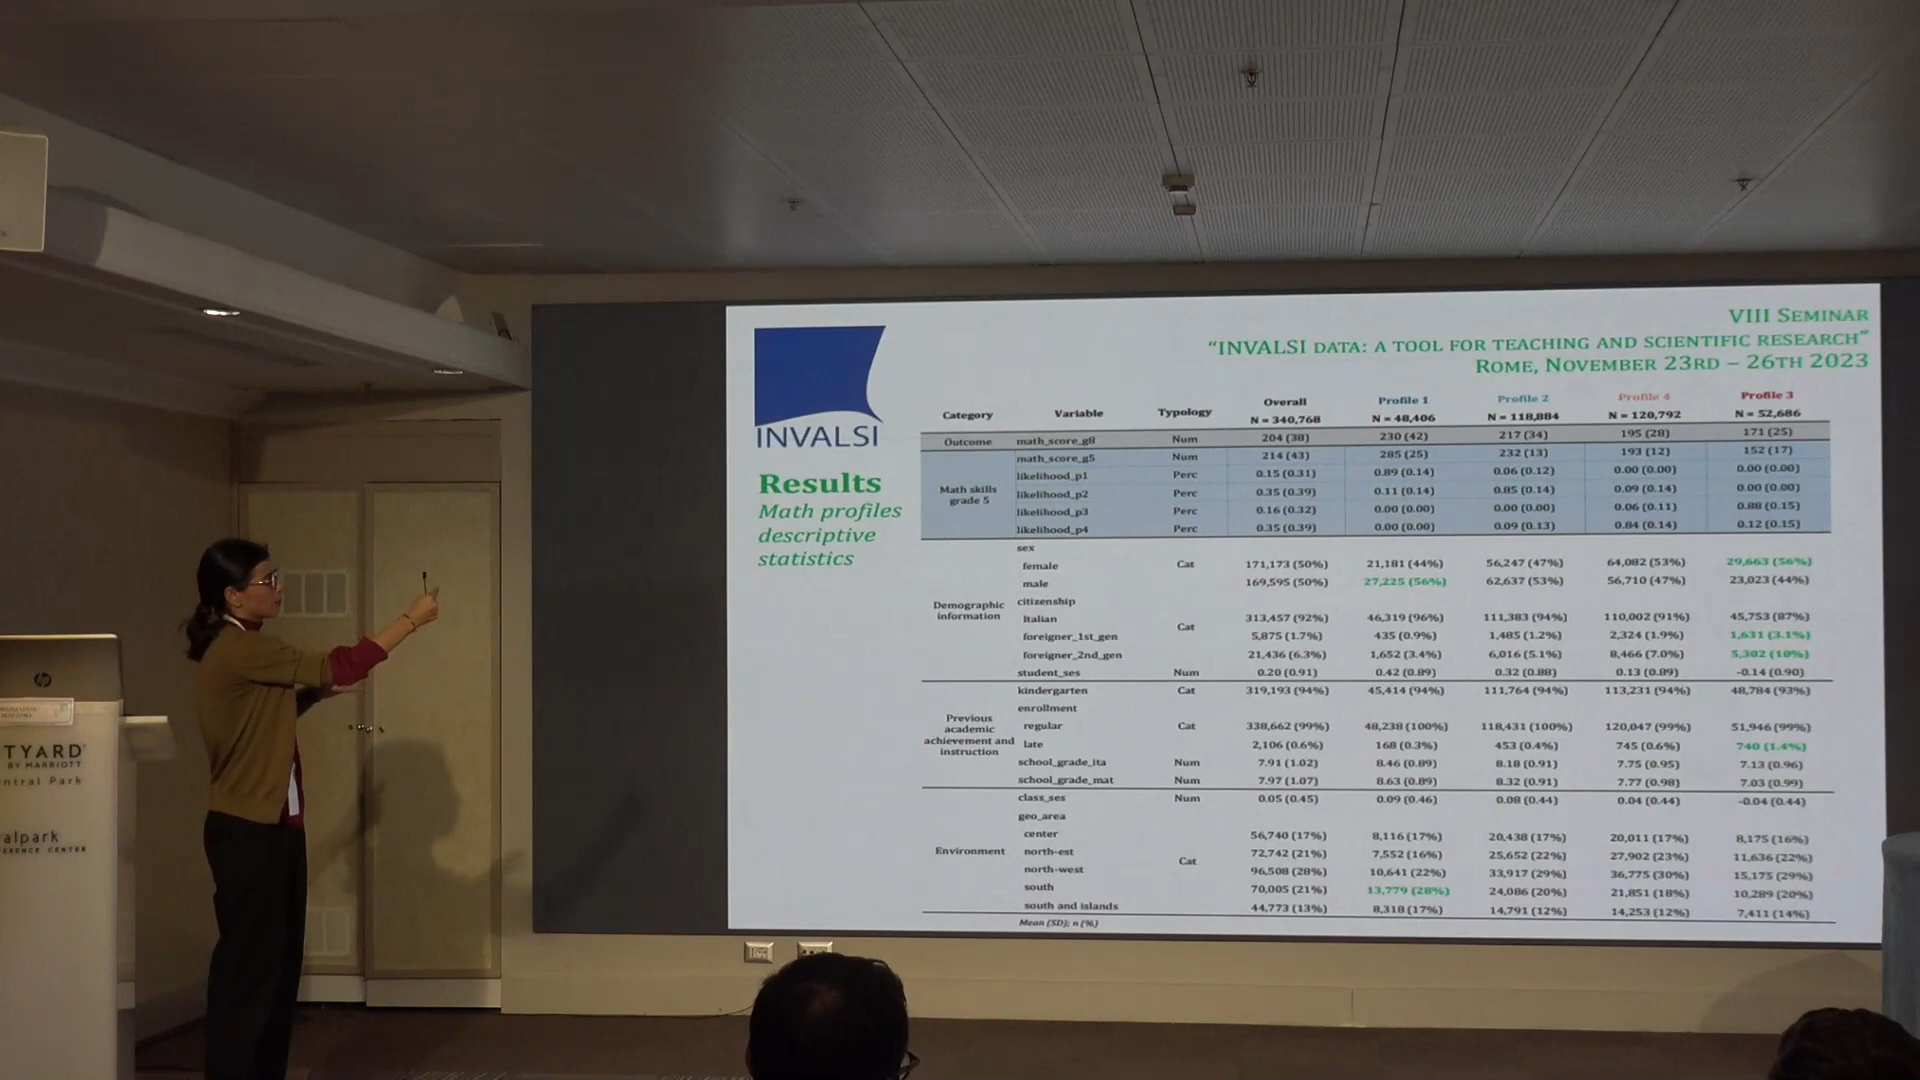 VIII SEMINAR
"INVALSI DATA: A TOOL FOR TEACHING AND SCIENTIFIC RESEARCH"
ROME, NOVEMBER 23RD – 26TH 2023
INVALSI
Results
Math profiles
descriptive
statistics
Category Variable Typology Overall N = 340,768 Profile 1 N = 48,406 Profile 2 N = 118,884 Profile 4 N = 120,792 Profile 3 N = 52,686
Outcome math_score_g8 Num 204 (38) 230 (42) 217 (34) 195 (28) 171 (25)
Math skills grade 5
math_score_g5 Num 214 (43) 285 (25) 232 (13) 193 (12) 152 (17)
likelihood_p1 Perc 0.15 (0.31) 0.89 (0.14) 0.06 (0.12) 0.00 (0.00) 0.00 (0.00)
likelihood_p2 Perc 0.35 (0.39) 0.11 (0.14) 0.85 (0.14) 0.09 (0.14) 0.00 (0.00)
likelihood_p3 Perc 0.16 (0.32) 0.00 (0.00) 0.00 (0.00) 0.06 (0.11) 0.88 (0.15)
likelihood_p4 Perc 0.35 (0.39) 0.00 (0.00) 0.09 (0.13) 0.84 (0.14) 0.12 (0.15)
Demographic information
sex
female Cat 171,173 (50%) 21,181 (44%) 56,247 (47%) 64,082 (53%) 29,663 (56%)
male 169,595 (50%) 27,225 (56%) 62,637 (53%) 56,710 (47%) 23,023 (44%)
citizenship
Italian Cat 313,457 (92%) 46,319 (96%) 111,383 (94%) 110,002 (91%) 45,753 (87%)
foreigner_1st_gen 5,875 (1.7%) 435 (0.9%) 1,485 (1.2%) 2,324 (1.9%) 1,631 (3.1%)
foreigner_2nd_gen 21,436 (6.3%) 1,652 (3.4%) 6,016 (5.1%) 8,466 (7.0%) 5,302 (10%)
student_ses Num 0.20 (0.91) 0.42 (0.89) 0.32 (0.88) 0.13 (0.89) -0.14 (0.90)
Previous academic achievement and instruction
kindergarten Cat 319,193 (94%) 45,414 (94%) 111,764 (94%) 113,231 (94%) 48,784 (93%)
enrollment
regular Cat 338,662 (99%) 48,238 (100%) 118,431 (100%) 120,047 (99%) 51,946 (99%)
late 2,106 (0.6%) 168 (0.3%) 453 (0.4%) 745 (0.6%) 740 (1.4%)
school_grade_ita Num 7.91 (1.02) 8.46 (0.89) 8.18 (0.91) 7.75 (0.95) 7.13 (0.96)
school_grade_mat Num 7.97 (1.07) 8.63 (0.89) 8.32 (0.91) 7.77 (0.98) 7.03 (0.99)
Environment
class_ses Num 0.05 (0.45) 0.09 (0.46) 0.08 (0.44) 0.04 (0.44) -0.04 (0.44)
geo_area
center 56,740 (17%) 8,116 (17%) 20,438 (17%) 20,011 (17%) 8,175 (16%)
north-est 72,742 (21%) 7,552 (16%) 25,652 (22%) 27,902 (23%) 11,636 (22%)
north-west Cat 96,508 (28%) 10,641 (22%) 33,917 (29%) 36,775 (30%) 15,175 (29%)
south 70,005 (21%) 13,779 (28%) 24,086 (20%) 21,851 (18%) 10,289 (20%)
south and islands 44,773 (13%) 8,318 (17%) 14,791 (12%) 14,253 (12%) 7,411 (14%)
Mean (SD); n (%)
hp
TYARD
BY MARRIOTT
ntral Park
alpark
ERENCE CENTER